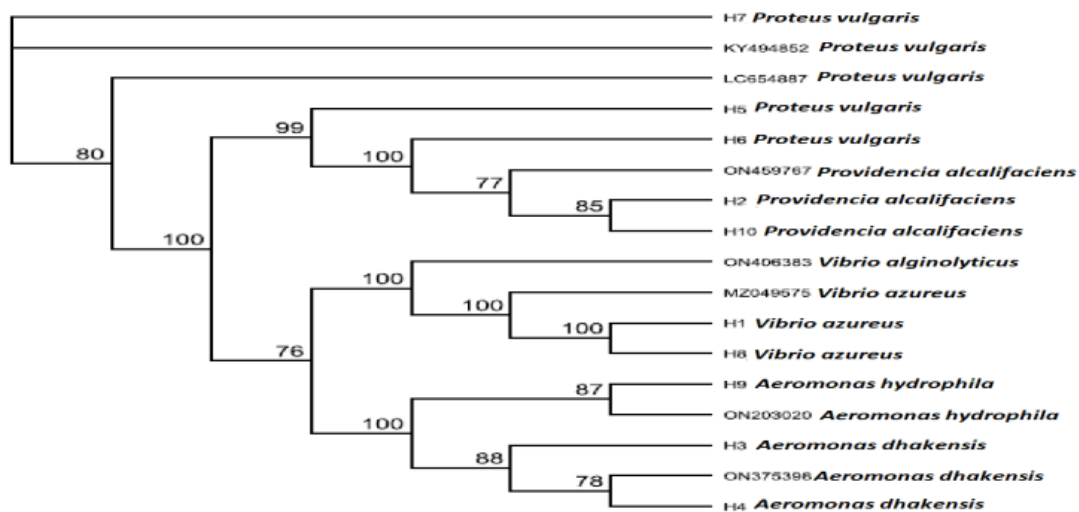 H7 Proteus vulgaris
KY494852 Proteus vulgaris
LC654887 Proteus vulgaris
H5 Proteus vulgaris
99
H6 Proteus vulgaris
80
100
ON459767 Providencia alcalifaciens
77
H2 Providencia alcalifaciens
85
H10 Providencia alcalifaciens
100
ON406383 Vibrio alginolyticus
100
MZ049575 Vibrio azureus
100
H1 Vibrio azureus
100
H8 Vibrio azureus
76
H9 Aeromonas hydrophila
87
ON203020 Aeromonas hydrophila
100
H3 Aeromonas dhakensis
88
ON375396 Aeromonas dhakensis
78
H4 Aeromonas dhakensis